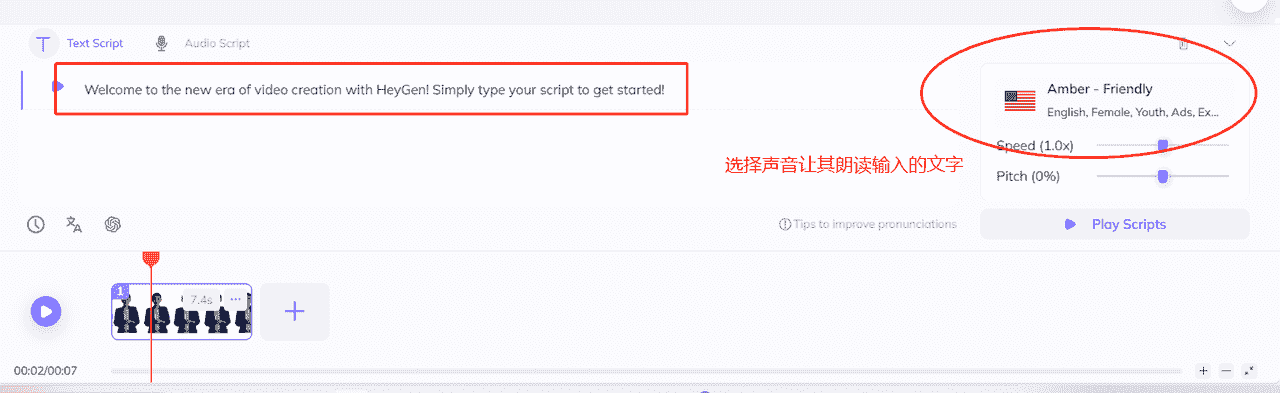 Text Script
Audio Script
Welcome to the new era of video creation with HeyGen! Simply type your script to get started!
Amber - Friendly
English, Female, Youth, Ads, Ex...
Speed (1.0x)
选择声音让其朗读输入的文字
Pitch (0%)
Tips to improve pronunciations
Play Scripts
1
7.4s
00:02/00:07